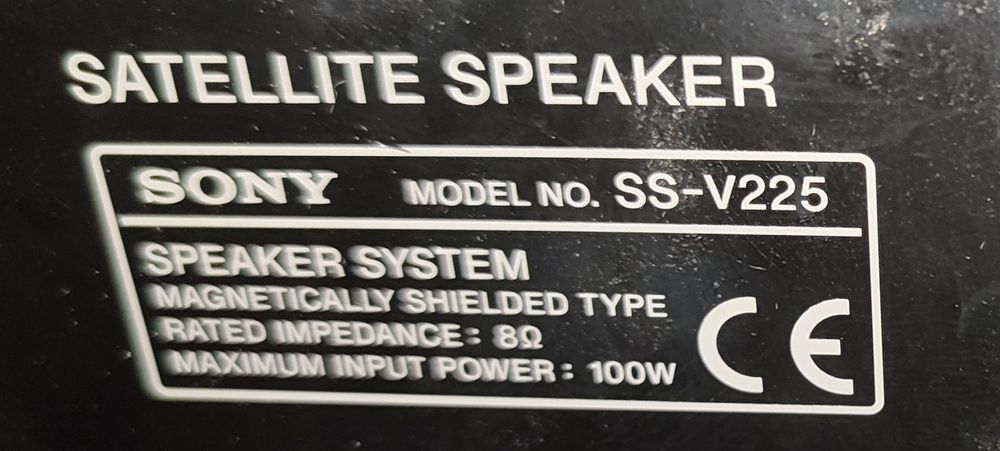 SATELLITE SPEAKER
SONY MODEL NO. SS-V225
SPEAKER SYSTEM
MAGNETICALLY SHIELDED TYPE
RATED IMPEDANCE: 8Ω
MAXIMUM INPUT POWER: 100W
CE